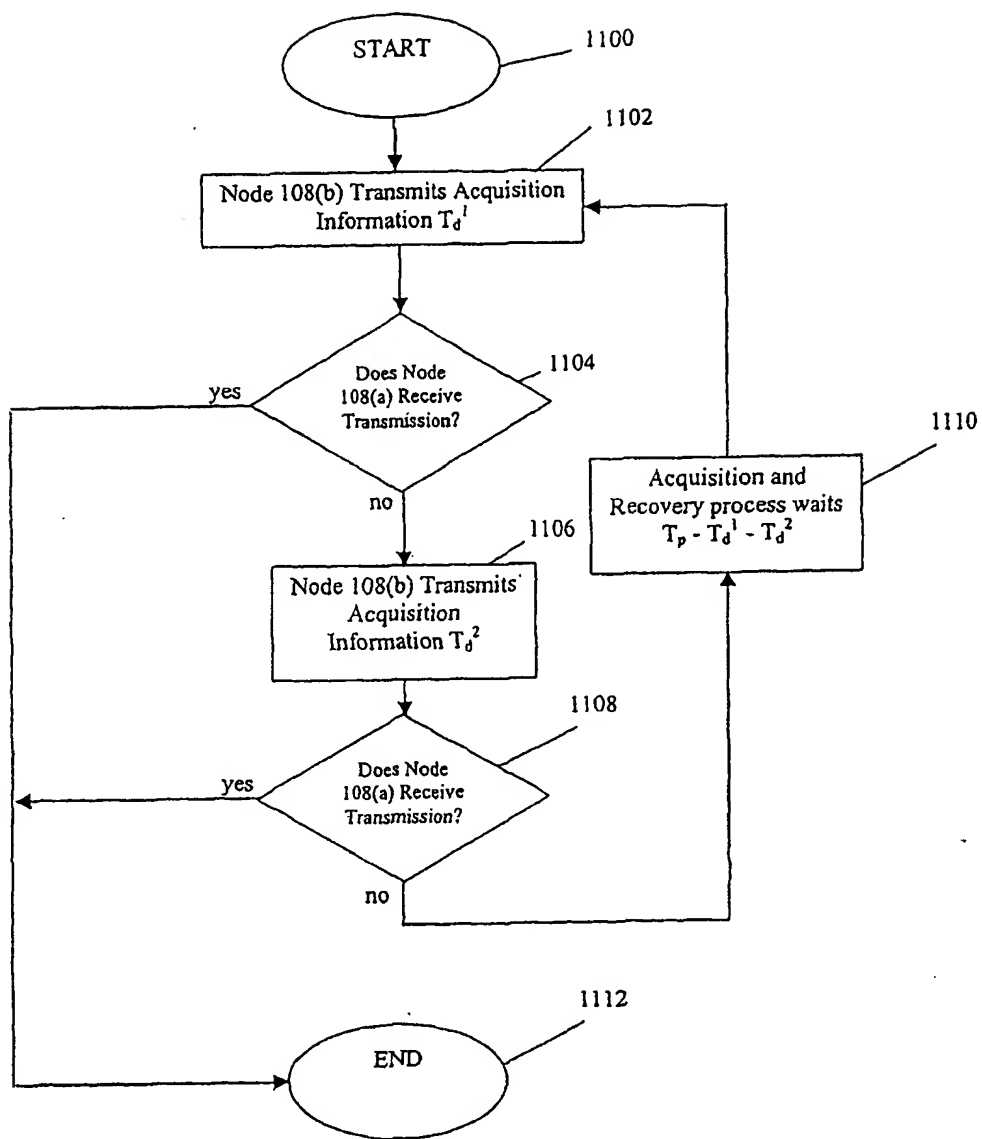 START
1100
1102
Node 108(b) Transmits Acquisition
Information T_d^1
1104
Does Node
108(a) Receive
Transmission?
yes
no
1110
Acquisition and
Recovery process waits
T_p - T_d^1 - T_d^2
1106
Node 108(b) Transmits
Acquisition
Information T_d^2
1108
Does Node
108(a) Receive
Transmission?
yes
no
1112
END